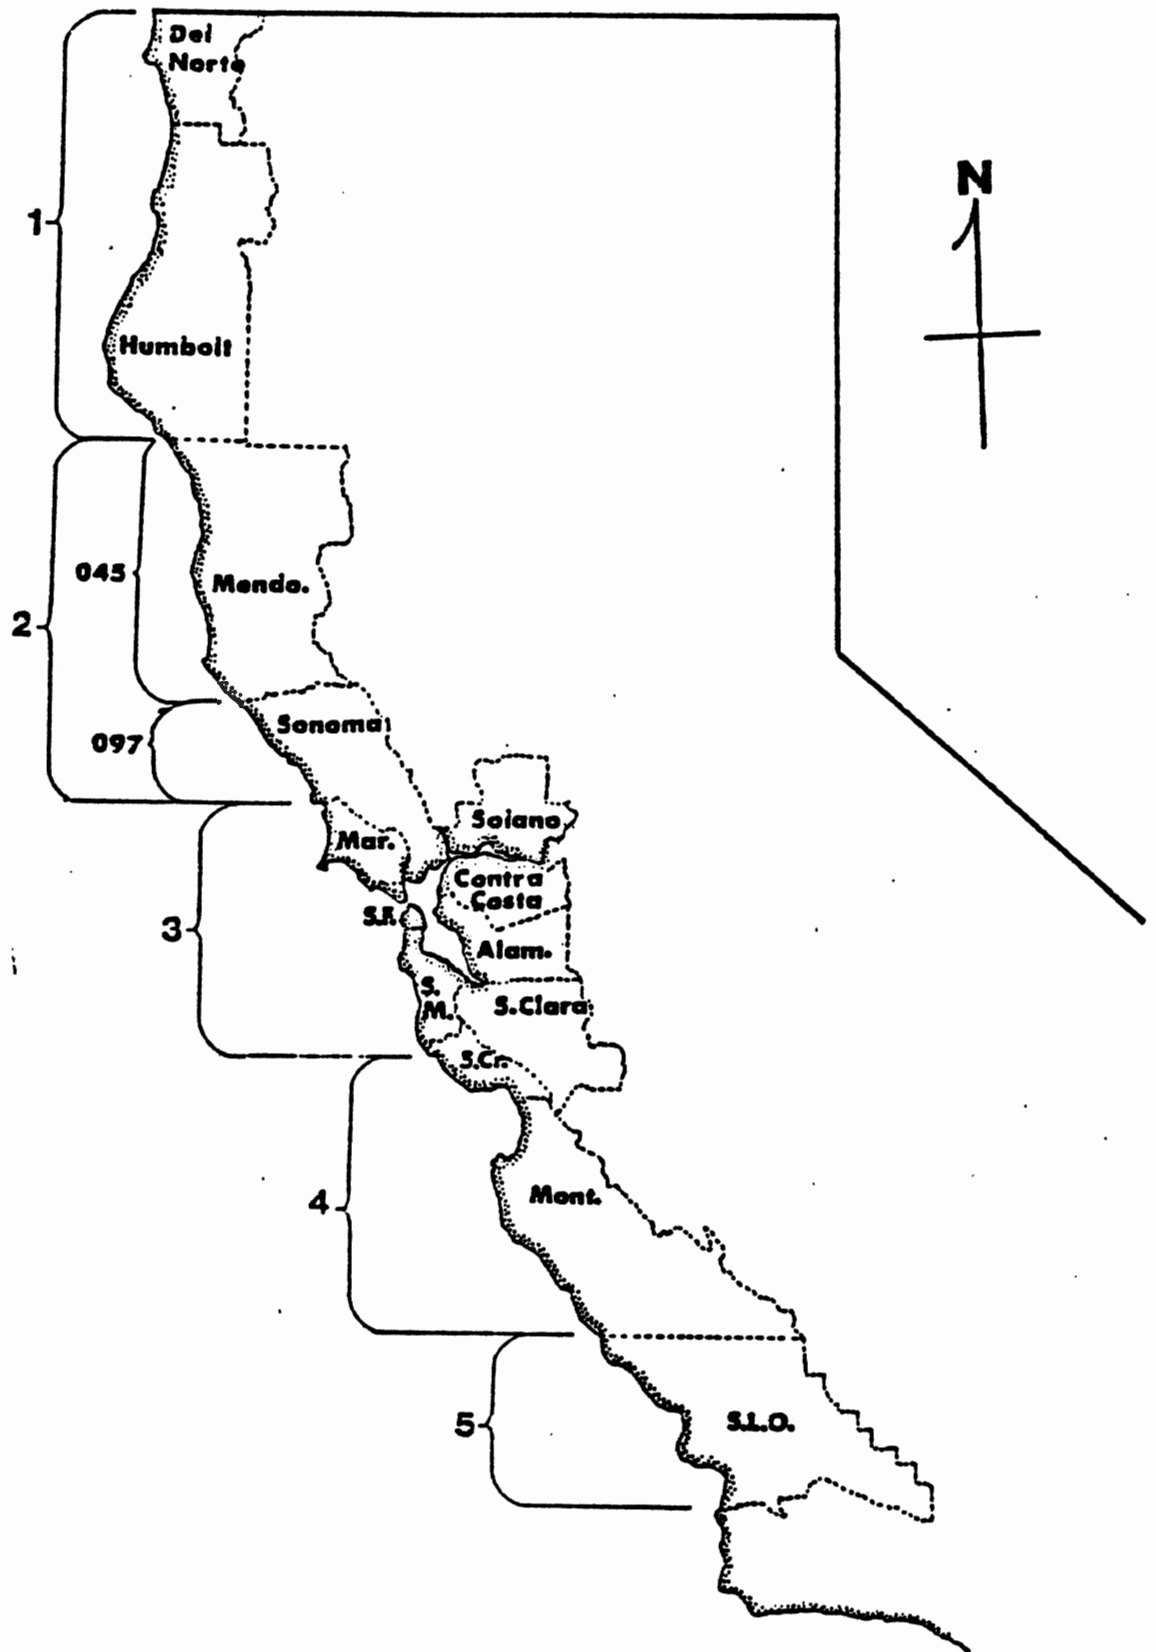 Del
Norte
N
1
Humbolt
045
Mendo.
2
Sonoma
097
Solano
Mar.
Contra
Costa
S.F.
3
Alam.
S.
M.
S.Clara
S.Cr.
Mont.
4
S.L.O.
5